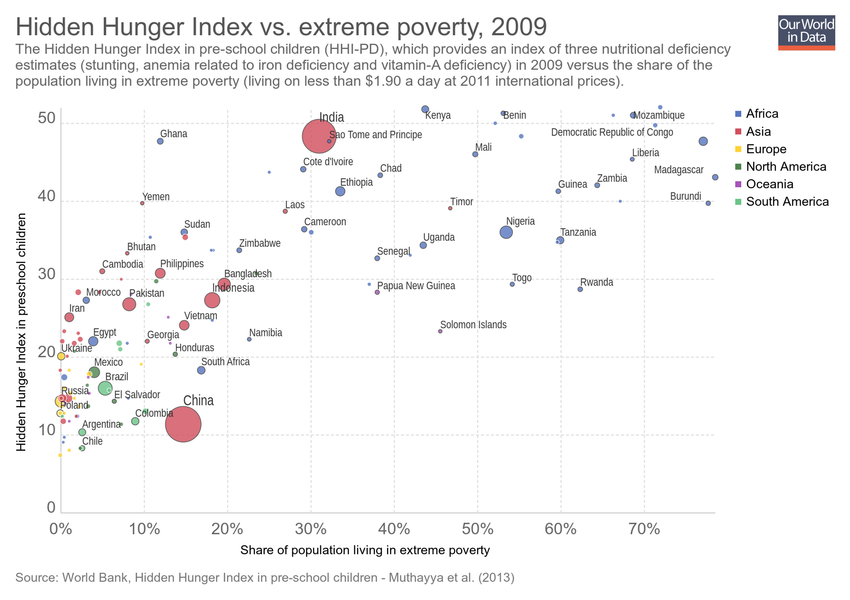 Hidden Hunger Index vs. extreme poverty, 2009
Our World
in Data
The Hidden Hunger Index in pre-school children (HHI-PD), which provides an index of three nutritional deficiency
estimates (stunting, anemia related to iron deficiency and vitamin-A deficiency) in 2009 versus the share of the
population living in extreme poverty (living on less than $1.90 a day at 2011 international prices).
Hidden Hunger Index in preschool children
50
40
30
20
10
0
India
Kenya
Benin
Mozambique
Ghana
Sao Tome and Principe
Democratic Republic of Congo
Mali
Liberia
Cote d'Ivoire
Chad
Madagascar
Ethiopia
Guinea
Zambia
Yemen
Laos
Timor
Burundi
Sudan
Cameroon
Nigeria
Tanzania
Bhutan
Zimbabwe
Senegal
Uganda
Cambodia
Philippines
Bangladesh
Morocco
Pakistan
Indonesia
Papua New Guinea
Togo
Rwanda
Iran
Vietnam
Solomon Islands
Egypt
Georgia
Namibia
Ukraine
Honduras
Mexico
South Africa
Brazil
Russia
El Salvador
China
Poland
Colombia
Argentina
Chile
0%
10%
20%
30%
40%
50%
60%
70%
Share of population living in extreme poverty
Africa
Asia
Europe
North America
Oceania
South America
Source: World Bank, Hidden Hunger Index in pre-school children - Muthayya et al. (2013)